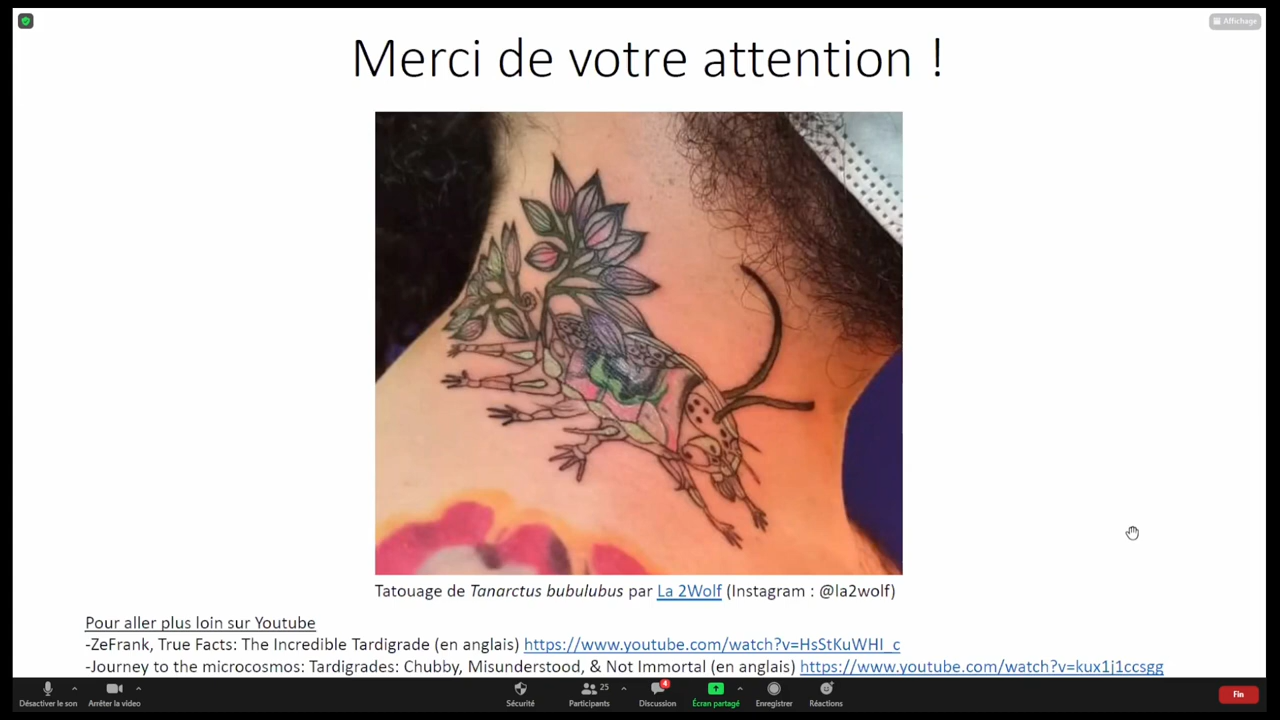 Affichage
Merci de votre attention !
Tatouage de Tanarctus bubulubus par La 2Wolf (Instagram : @la2wolf)
Pour aller plus loin sur Youtube
-ZeFrank, True Facts: The Incredible Tardigrade (en anglais) https://www.youtube.com/watch?v=HsStKuWHI_c
-Journey to the microcosmos: Tardigrades: Chubby, Misunderstood, & Not Immortal (en anglais) https://www.youtube.com/watch?v=kux1j1ccsgg
25
4
Désactiver le son
Arrêter la video
Sécurité
Participants
Discussion
Écran partagé
Enregistrer
Réactions
Fin